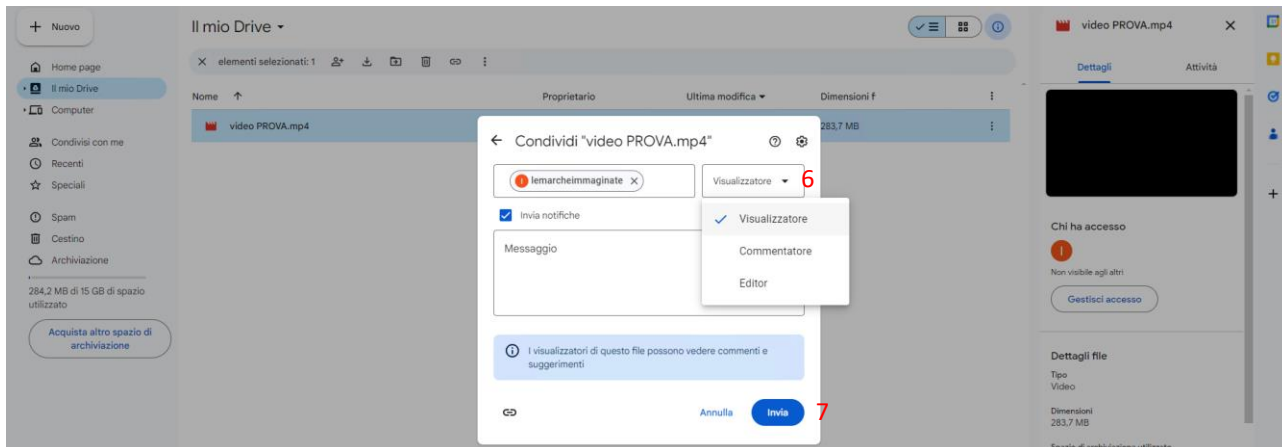 Nuovo
Home page
Il mio Drive
Computer
Condivisi con me
Recenti
Speciali
Spam
Cestino
Archiviazione
284,2 MB di 15 GB di spazio
utilizzato
Acquista altro spazio di
archiviazione
Il mio Drive
elementi selezionati: 1
Nome
Proprietario
Ultima modifica
Dimensioni f
video PROVA.mp4
283,7 MB
Condividi "video PROVA.mp4"
lemarcheimmaginate
Visualizzatore
6
Invia notifiche
Messaggio
Visualizzatore
Commentatore
Editor
I visualizzatori di questo file possono vedere commenti e
suggerimenti
Annulla
Invia
7
video PROVA.mp4
Dettagli
Attività
Chi ha accesso
Non visibile agli altri
Gestisci accesso
Dettagli file
Tipo
Video
Dimensioni
283,7 MB